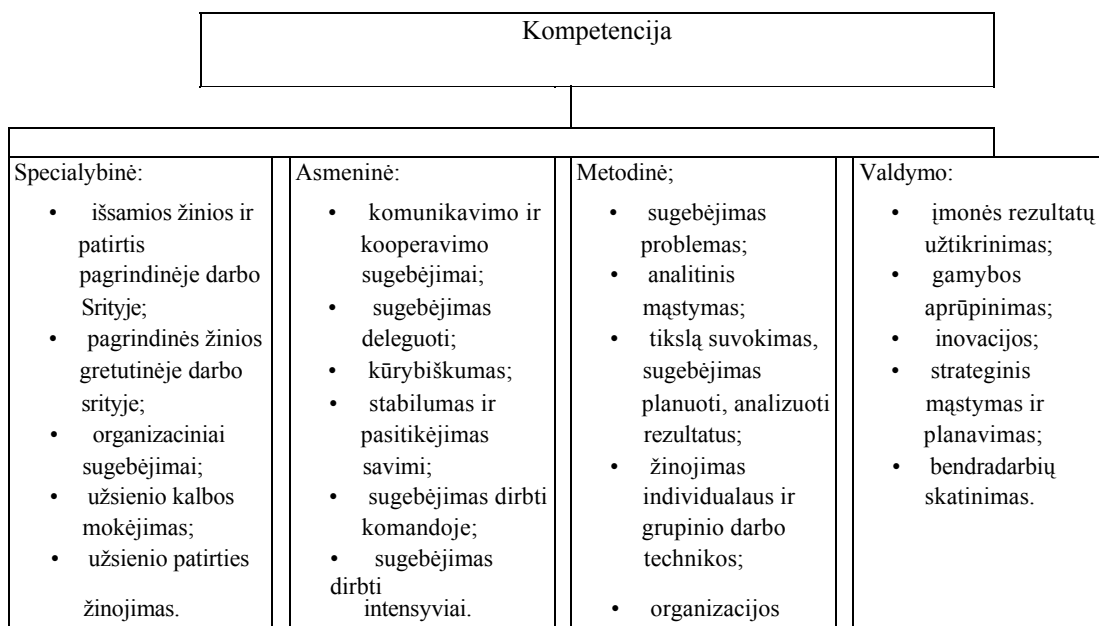 Kompetencija
Specialybinė:
• išsamios žinios ir
patirtis
pagrindinėje darbo
Srityje;
• pagrindinės žinios
gretutinėje darbo
srityje;
• organizaciniai
sugebėjimai;
• užsienio kalbos
mokėjimas;
• užsienio patirties
žinojimas.
Asmeninė:
• komunikavimo ir
kooperavimo
sugebėjimai;
• sugebėjimas
deleguoti;
• kūrybiškumas;
• stabilumas ir
pasitikėjimas
savimi;
• sugebėjimas dirbti
komandoje;
• sugebėjimas
dirbti
intensyviai.
Metodinė;
• sugebėjimas
problemas;
• analitinis
mąstymas;
• tikslą suvokimas,
sugebėjimas
planuoti, analizuoti
rezultatus;
• žinojimas
individualaus ir
grupinio darbo
technikos;
• organizacijos
Valdymo:
• įmonės rezultatų
užtikrinimas;
• gamybos
aprūpinimas;
• inovacijos;
• strateginis
mąstymas ir
planavimas;
• bendradarbių
skatinimas.